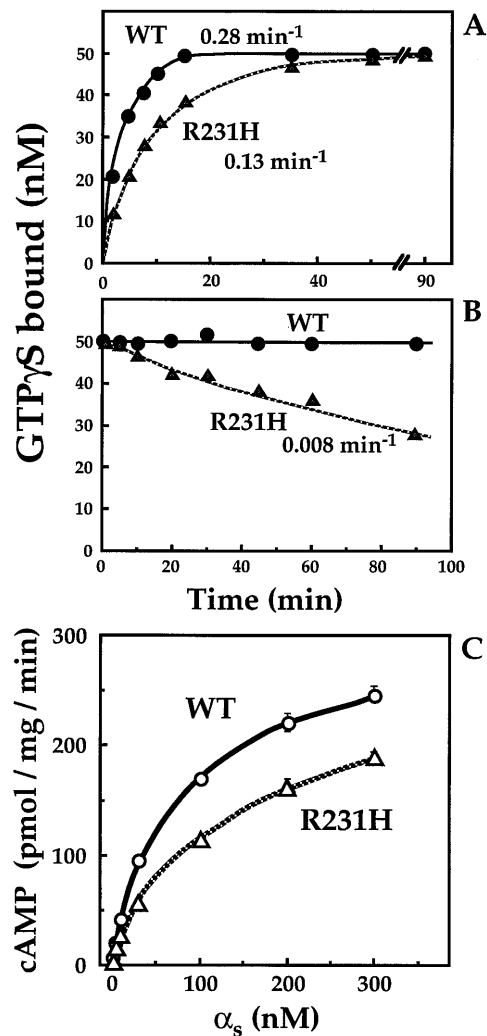 A
WT
0.28 min-1
R231H
0.13 min-1
50
40
30
20
10
0
0 20 40 90
GTPγS bound (nM)
B
WT
R231H
0.008 min-1
50
40
30
20
10
0
0 20 40 60 80 100
Time (min)
C
WT
R231H
300
200
100
0
0 100 200 300
cAMP (pmol / mg / min)
αs (nM)